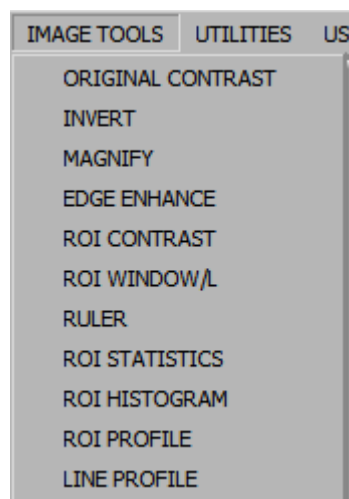 IMAGE TOOLS UTILITIES US
ORIGINAL CONTRAST
INVERT
MAGNIFY
EDGE ENHANCE
ROI CONTRAST
ROI WINDOW/L
RULER
ROI STATISTICS
ROI HISTOGRAM
ROI PROFILE
LINE PROFILE